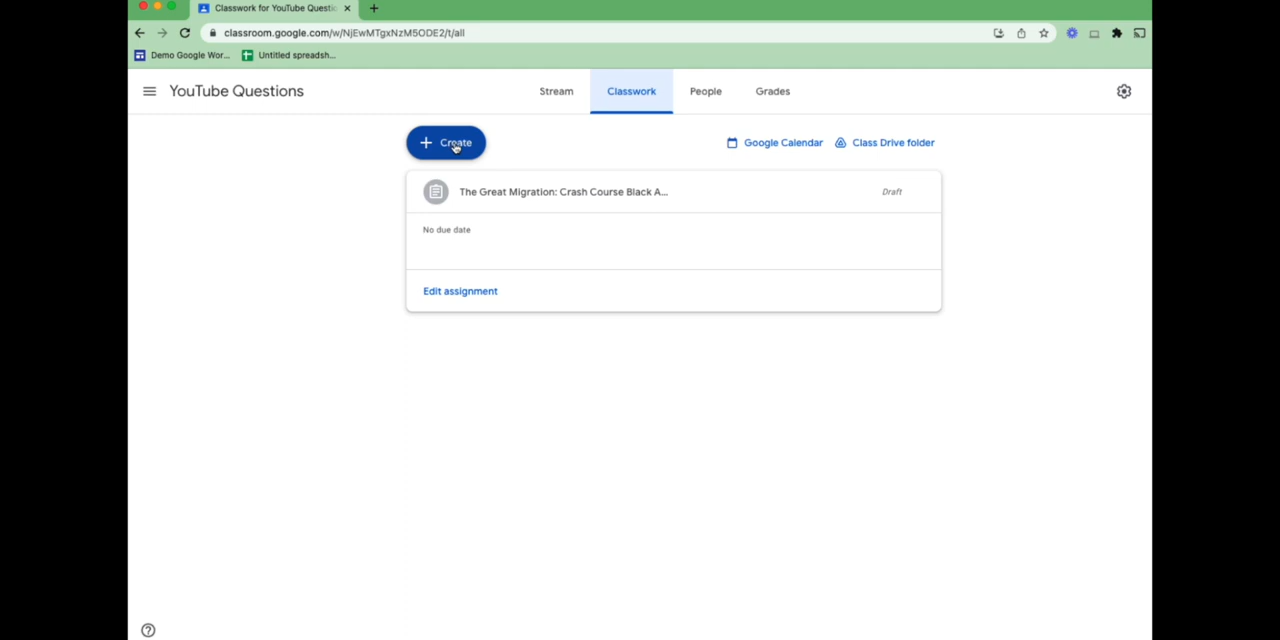 Classwork for YouTube Questio
classroom.google.com/w/NjEwMTgxNzM5ODE2/t/all
Demo Google Wor... Untitled spreadsh...
YouTube Questions Stream Classwork People Grades
Create Google Calendar Class Drive folder
The Great Migration: Crash Course Black A... Draft
No due date
Edit assignment